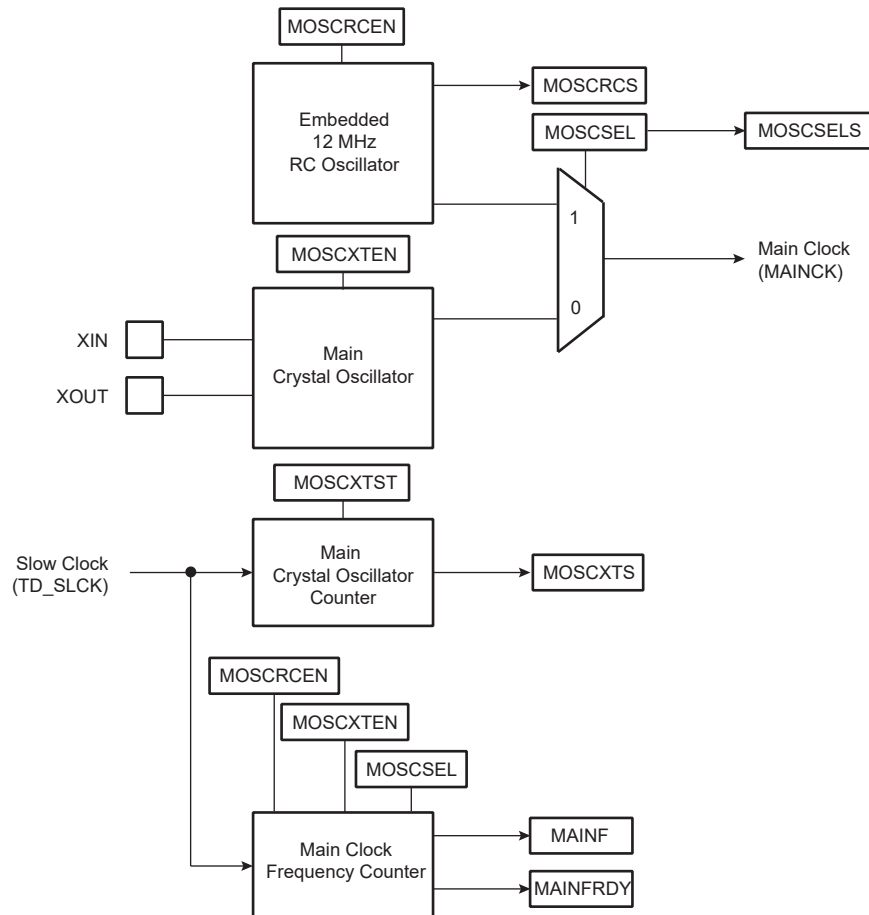 MOSCRCEN
Embedded
12 MHz
RC Oscillator
MOSCRCS
MOSCSEL
MOSCSELS
1
Main Clock
(MAINCK)
0
MOSCXTEN
XIN
XOUT
Main
Crystal Oscillator
MOSCXTST
Slow Clock
(TD_SLCK)
Main
Crystal Oscillator
Counter
MOSCXTS
MOSCRCEN
MOSCXTEN
MOSCSEL
Main Clock
Frequency Counter
MAINF
MAINFRDY